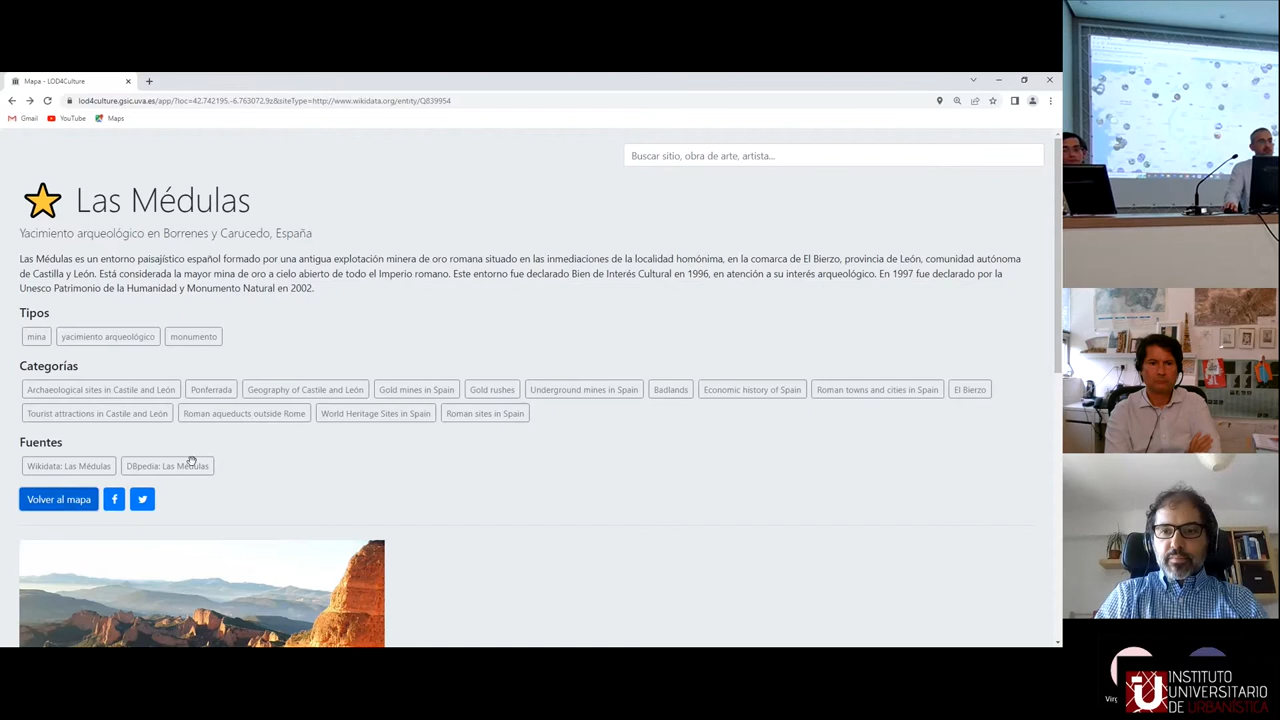 Mapa - LOD4Culture
lod4culture.gsic.uva.es/app/?loc=42.742195,-6.763072,9z&siteType=http://www.wikidata.org/entity/Q839954
Gmail YouTube Maps
Buscar sitio, obra de arte, artista...
Las Médulas
Yacimiento arqueológico en Borrenes y Carucedo, España
Las Médulas es un entorno paisajístico español formado por una antigua explotación minera de oro romana situado en las inmediaciones de la localidad homónima, en la comarca de El Bierzo, provincia de León, comunidad autónoma
de Castilla y León. Está considerada la mayor mina de oro a cielo abierto de todo el Imperio romano. Este entorno fue declarado Bien de Interés Cultural en 1996, en atención a su interés arqueológico. En 1997 fue declarado por la
Unesco Patrimonio de la Humanidad y Monumento Natural en 2002.
Tipos
mina yacimiento arqueológico monumento
Categorías
Archaeological sites in Castile and León Ponferrada Geography of Castile and León Gold mines in Spain Gold rushes Underground mines in Spain Badlands Economic history of Spain Roman towns and cities in Spain El Bierzo
Tourist attractions in Castile and León Roman aqueducts outside Rome World Heritage Sites in Spain Roman sites in Spain
Fuentes
Wikidata: Las Médulas DBpedia: Las Médulas
Volver al mapa
INSTITUTO
UNIVERSITARIO
DE URBANÍSTICA